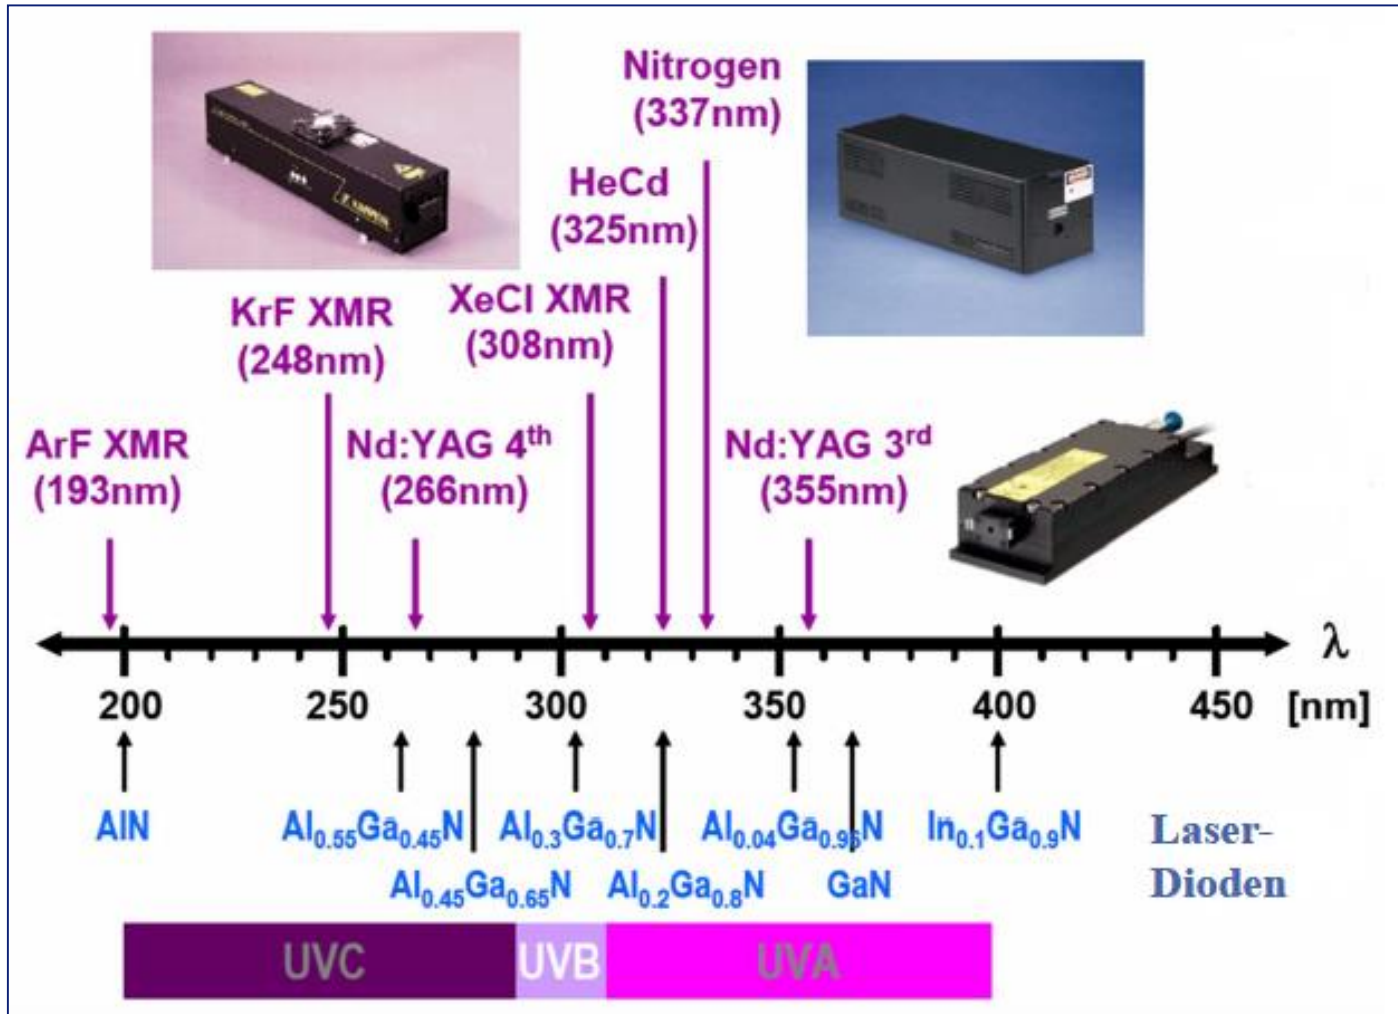 Nitrogen
(337nm)
HeCd
(325nm)
KrF XMR
(248nm)
XeCl XMR
(308nm)
ArF XMR
(193nm)
Nd:YAG 4th
(266nm)
Nd:YAG 3rd
(355nm)
λ
200 250 300 350 400 450 [nm]
AlN Al0.55Ga0.45N Al0.3Ga0.7N Al0.04Ga0.96N In0.1Ga0.9N
Al0.45Ga0.65N Al0.2Ga0.8N GaN
Laser-
Dioden
UVC UVB UVA